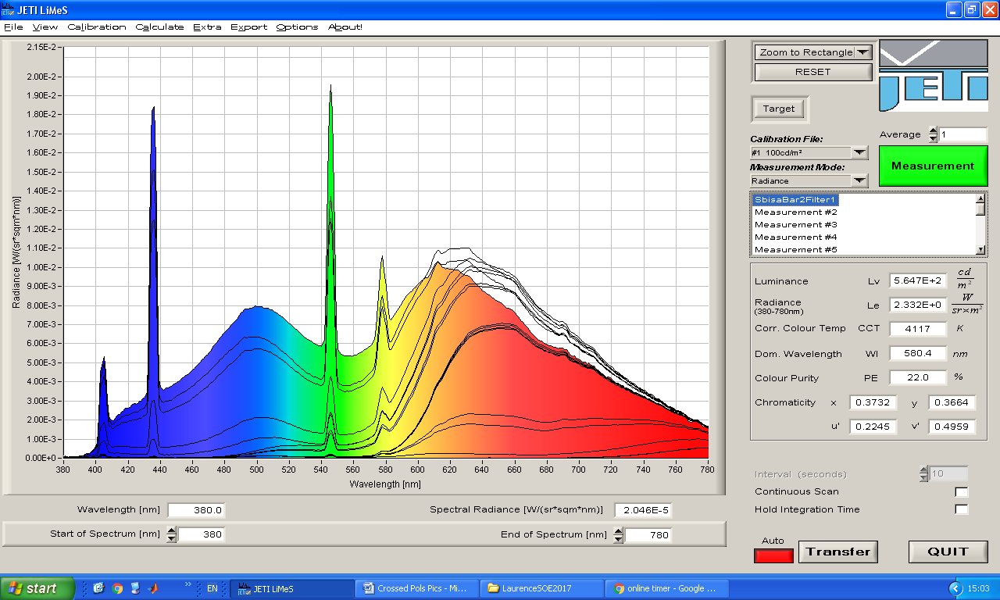 JETI LiMeS
File View Calibration Calculate Extra Export Options About!
2.15E-2
2.00E-2
1.90E-2
1.80E-2
1.70E-2
1.60E-2
1.50E-2
1.40E-2
1.30E-2
1.20E-2
1.10E-2
1.00E-2
9.00E-3
8.00E-3
7.00E-3
6.00E-3
5.00E-3
4.00E-3
3.00E-3
2.00E-3
1.00E-3
0.00E+0
Radiance [W/(sr*sqm*nm)]
380 400 420 440 460 480 500 520 540 560 580 600 620 640 660 680 700 720 740 760 780
Wavelength [nm]
Wavelength [nm] 380.0 Spectral Radiance [W/(sr*sqm*nm)] 2.046E-5
Start of Spectrum [nm] 380 End of Spectrum [nm] 780
Zoom to Rectangle
RESET
JETI
Target
Average 1
Calibration File:
#1 100cd/m²
Measurement Mode:
Radiance
Measurement
SbisaBar2Filter1
Measurement #2
Measurement #3
Measurement #4
Measurement #5
Luminance Lv 5.647E+2 cd/m²
Radiance (380-780nm) Le 2.332E+0 W/sr×m²
Corr. Colour Temp CCT 4117 K
Dom. Wavelength Wl 580.4 nm
Colour Purity PE 22.0 %
Chromaticity x 0.3732 y 0.3664
u' 0.2245 v' 0.4959
Interval (seconds) 10
Continuous Scan
Hold Integration Time
Auto
Transfer QUIT
start EN JETI LiMeS Crossed Pols Pics - Mi... LaurenceSOE2017 online timer - Google ... 15:03